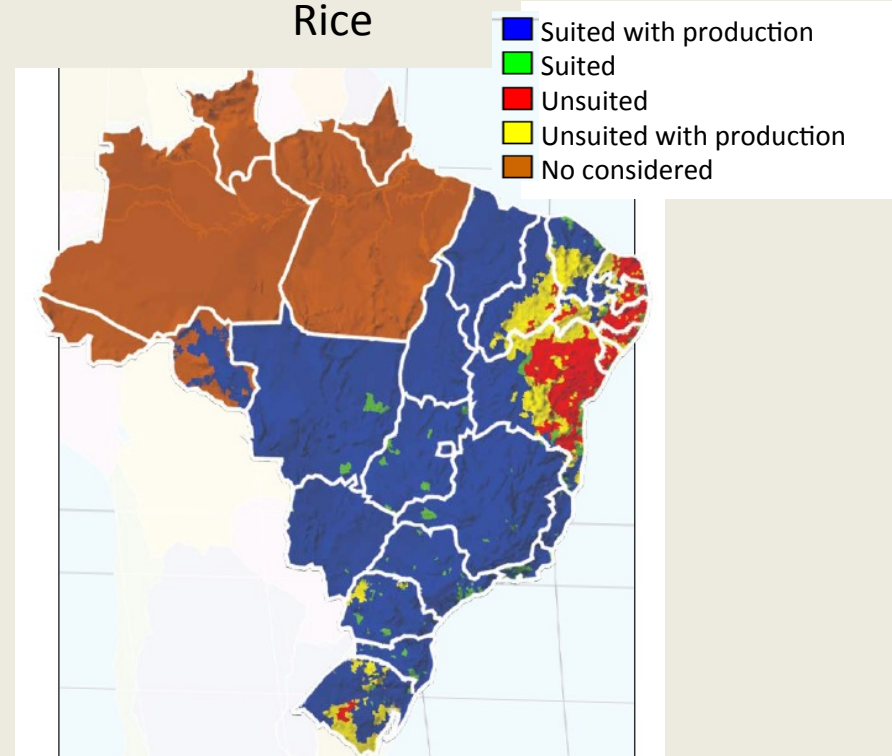 Rice
Suited with production
Suited
Unsuited
Unsuited with production
No considered